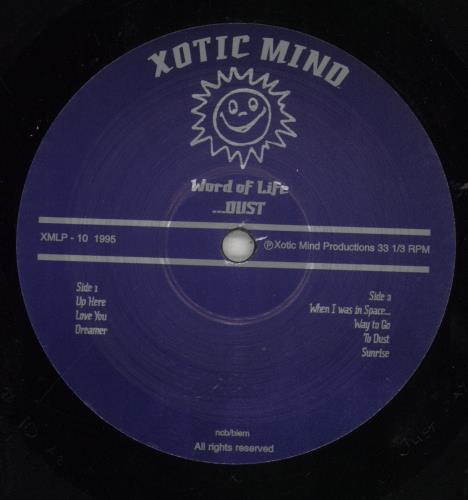 XOTIC MIND
Word of Life
...DUST
XMLP - 10 1995
℗ Xotic Mind Productions 33 1/3 RPM
Side 1
Up Here
Love You
Dreamer
Side 2
When I was in Space...
Way to Go
To Dust
Sunrise
ncb/biem
All rights reserved